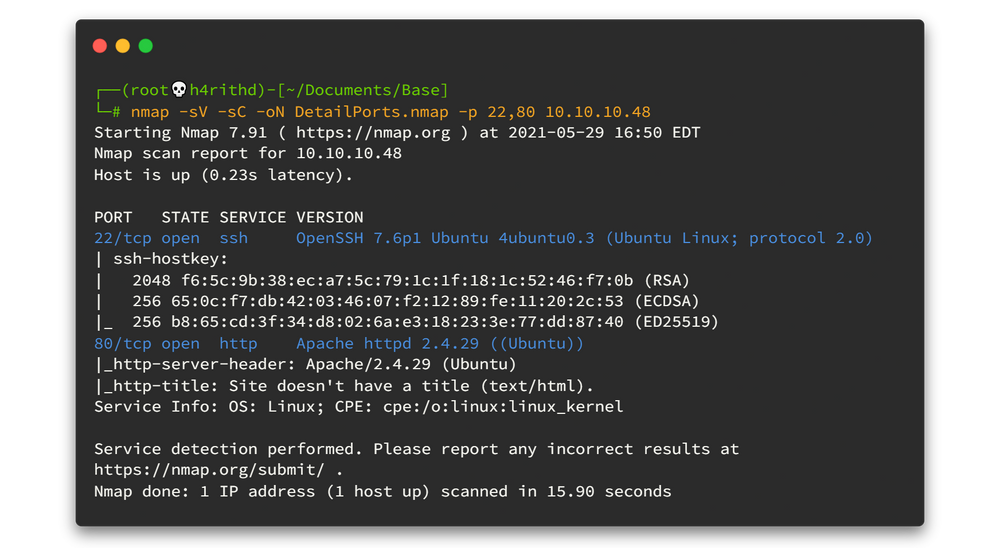 ┌──(root💀h4rithd)-[~/Documents/Base]
└─# nmap -sV -sC -oN DetailPorts.nmap -p 22,80 10.10.10.48
Starting Nmap 7.91 ( https://nmap.org ) at 2021-05-29 16:50 EDT
Nmap scan report for 10.10.10.48
Host is up (0.23s latency).
PORT   STATE SERVICE VERSION
22/tcp open  ssh     OpenSSH 7.6p1 Ubuntu 4ubuntu0.3 (Ubuntu Linux; protocol 2.0)
| ssh-hostkey:
|   2048 f6:5c:9b:38:ec:a7:5c:79:1c:1f:18:1c:52:46:f7:0b (RSA)
|   256 65:0c:f7:db:42:03:46:07:f2:12:89:fe:11:20:2c:53 (ECDSA)
|_  256 b8:65:cd:3f:34:d8:02:6a:e3:18:23:3e:77:dd:87:40 (ED25519)
80/tcp open  http    Apache httpd 2.4.29 ((Ubuntu))
|_http-server-header: Apache/2.4.29 (Ubuntu)
|_http-title: Site doesn't have a title (text/html).
Service Info: OS: Linux; CPE: cpe:/o:linux:linux_kernel
Service detection performed. Please report any incorrect results at
https://nmap.org/submit/ .
Nmap done: 1 IP address (1 host up) scanned in 15.90 seconds